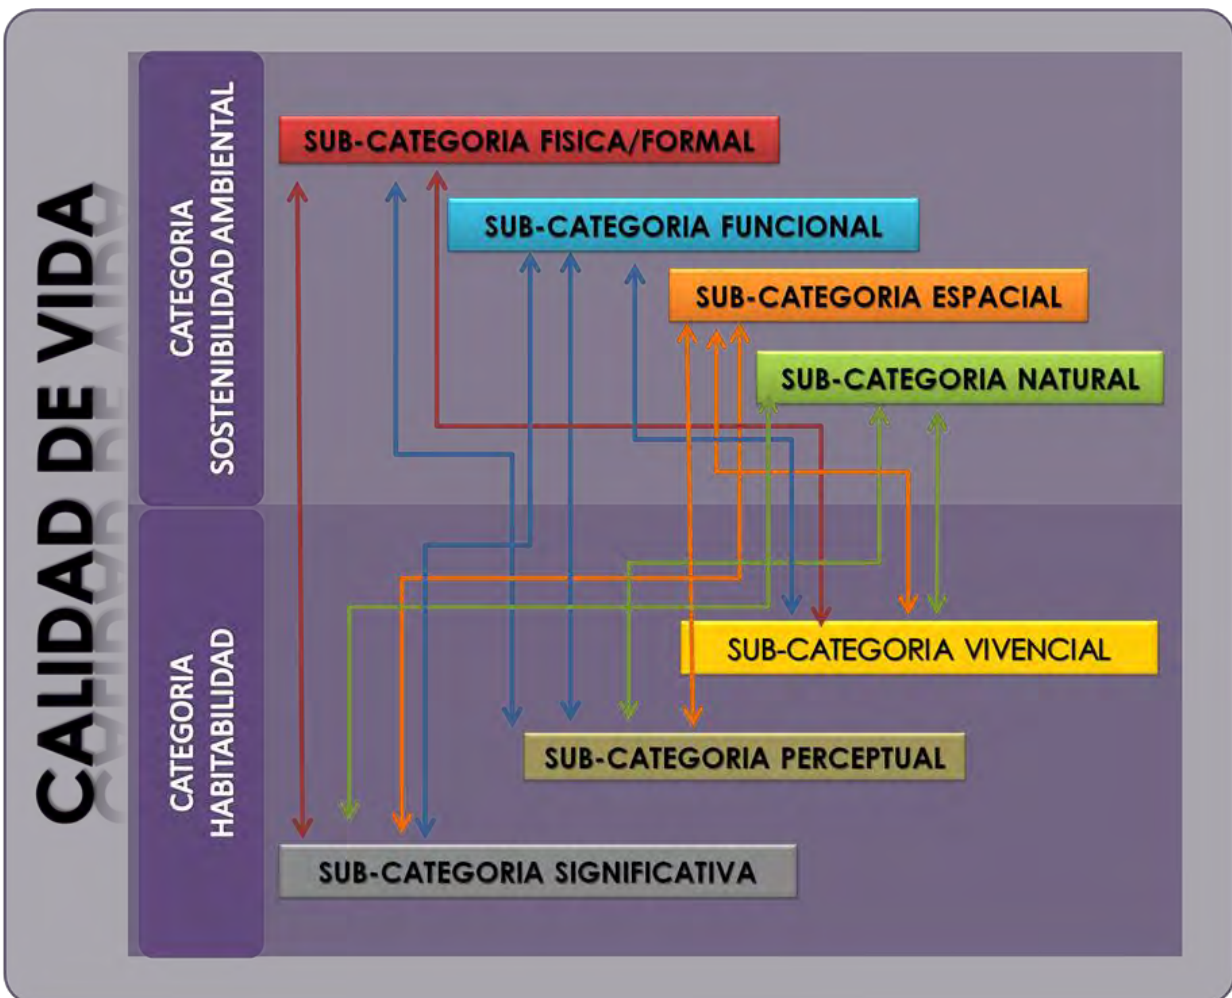 CALIDAD DE VIDA
CATEGORIA
SOSTENIBILIDAD AMBIENTAL
SUB-CATEGORIA FISICA/FORMAL
SUB-CATEGORIA FUNCIONAL
SUB-CATEGORIA ESPACIAL
SUB-CATEGORIA NATURAL
CATEGORIA
HABITABILIDAD
SUB-CATEGORIA VIVENCIAL
SUB-CATEGORIA PERCEPTUAL
SUB-CATEGORIA SIGNIFICATIVA